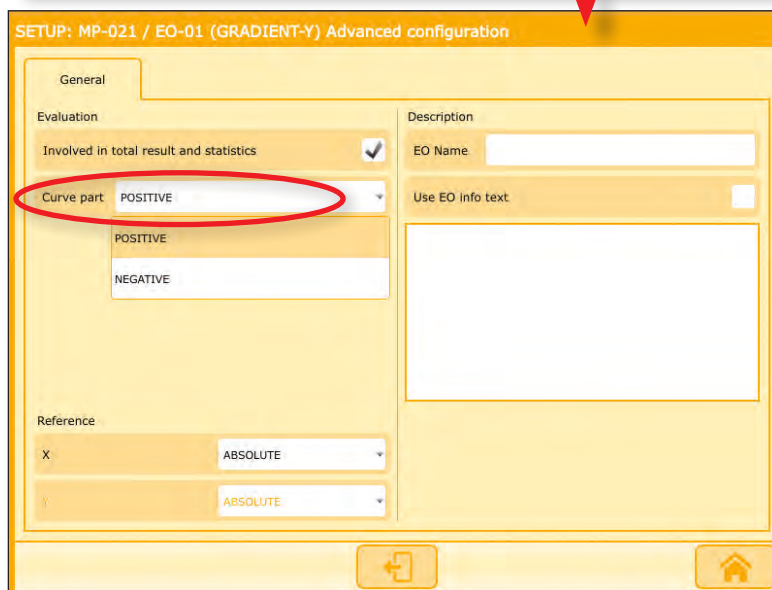 SETUP: MP-021 / EO-01 (GRADIENT-Y) Advanced configuration
General
Evaluation
Involved in total result and statistics
Curve part POSITIVE
POSITIVE
NEGATIVE
Reference
X ABSOLUTE
ABSOLUTE
Description
EO Name
Use EO info text